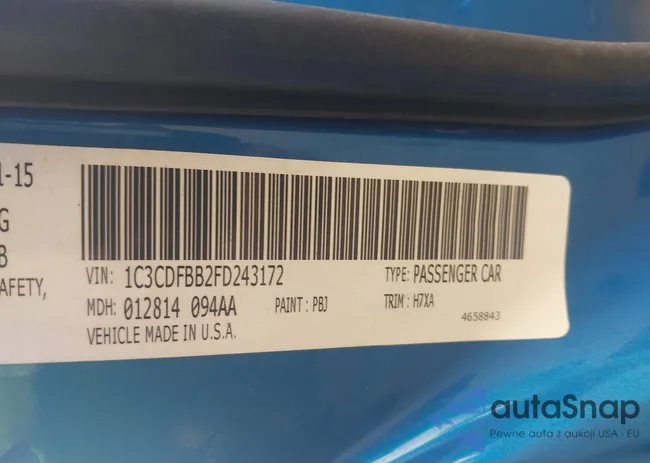 1-15
G
B
AFETY,
VIN: 1C3CDFBB2FD243172
TYPE: PASSENGER CAR
MDH: 012814 094AA
PAINT: PBJ
TRIM: H7XA
VEHICLE MADE IN U.S.A.
4658843
autaSnap
Pewne auta z aukcji USA i EU